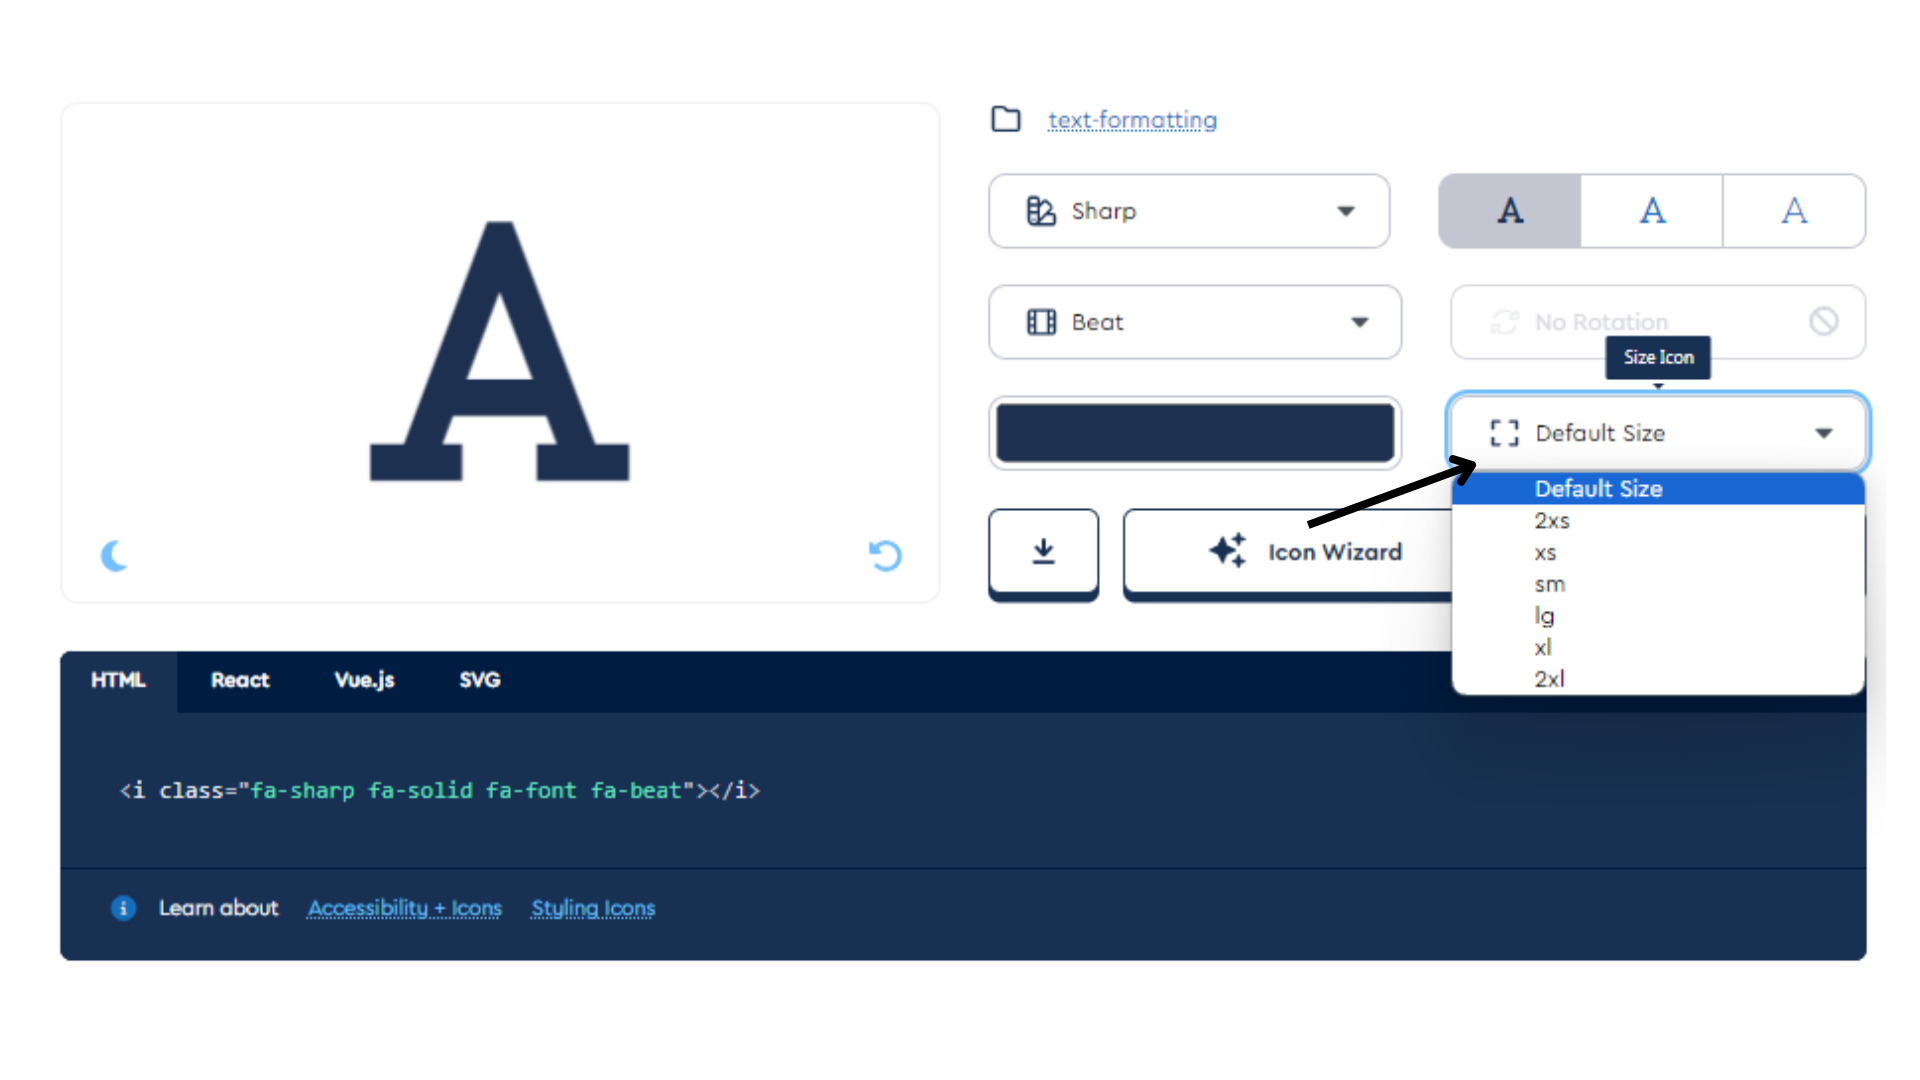 text-formatting
Sharp
A A A
A
Beat
No Rotation
Size Icon
Default Size
Default Size
2xs
xs
sm
lg
xl
2xl
Icon Wizard
HTML React Vue.js SVG
<i class="fa-sharp fa-solid fa-font fa-beat"></i>
Learn about Accessibility + Icons Styling Icons